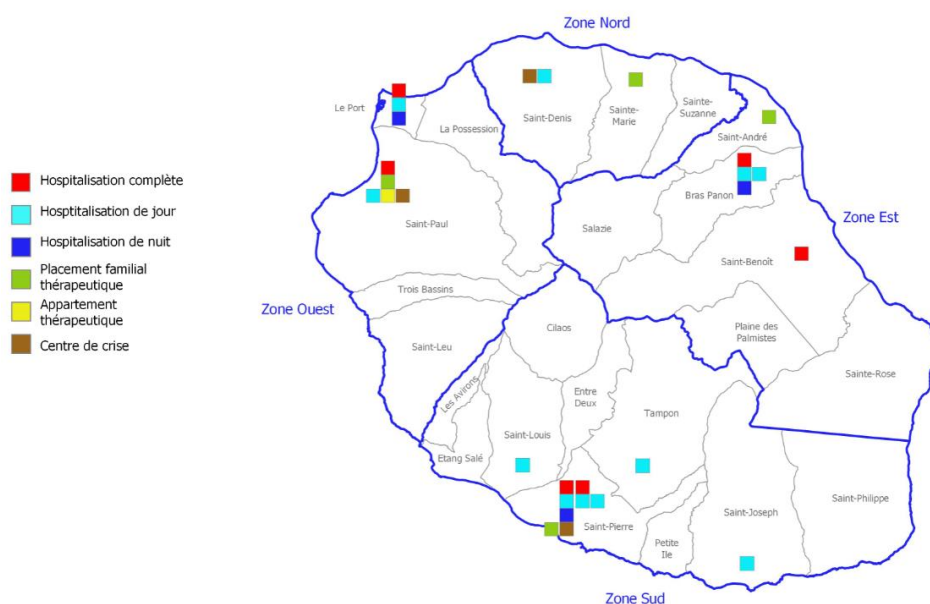 Zone Nord
Le Port
La Possession
Saint-Denis
Sainte-
Marie
Sainte-
Suzanne
Saint-André
Hospitalisation complète
Hosptitalisation de jour
Hospitalisation de nuit
Placement familial
thérapeutique
Appartement
thérapeutique
Centre de crise
Saint-Paul
Bras Panon
Salazie
Zone Est
Saint-Benoît
Trois Bassins
Zone Ouest
Cilaos
Plaine des
Palmistes
Saint-Leu
Sainte-Rose
Les Avirons
Entre
Deux
Tampon
Saint-Louis
Etang Salé
Saint-Pierre
Petite
Ile
Saint-Joseph
Saint-Philippe
Zone Sud